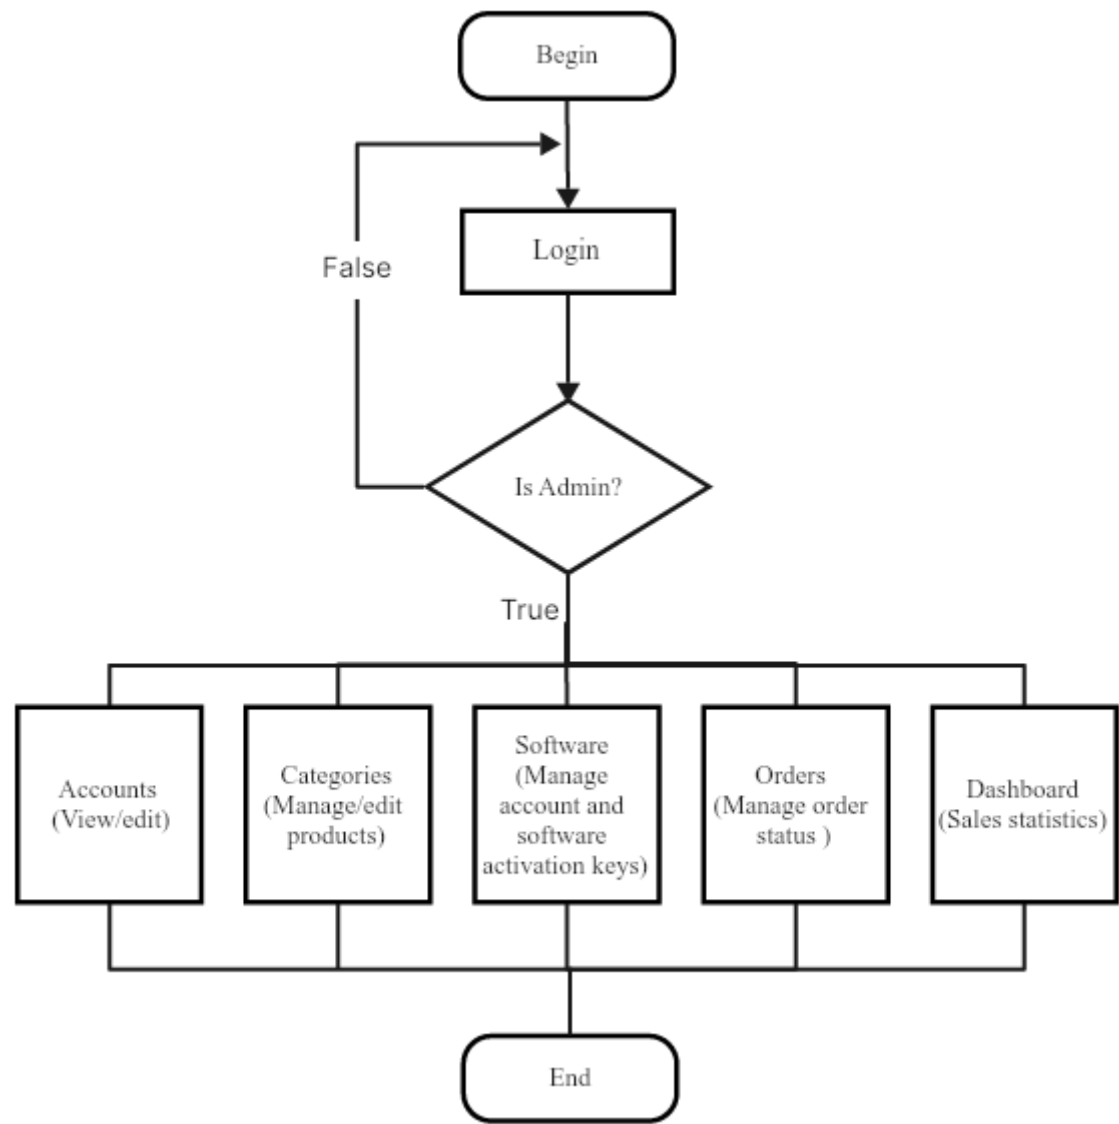 Begin
Login
False
Is Admin?
True
Accounts
(View/edit)
Categories
(Manage/edit
products)
Software
(Manage
account and
software
activation keys)
Orders
(Manage order
status )
Dashboard
(Sales statistics)
End